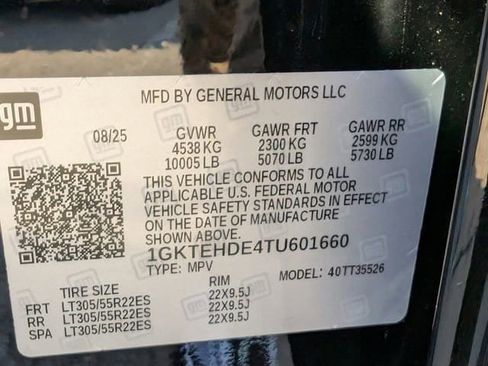 gm
MFD BY GENERAL MOTORS LLC
08/25 GVWR GAWR FRT GAWR RR
4538 KG 2300 KG 2599 KG
10005 LB 5070 LB 5730 LB
THIS VEHICLE CONFORMS TO ALL
APPLICABLE U.S. FEDERAL MOTOR
VEHICLE SAFETY STANDARDS IN EFFECT
ON THE DATE OF MANUFACTURE
SHOWN ABOVE.
1GKTEHDE4TU601660
TYPE: MPV MODEL: 40TT35526
TIRE SIZE RIM
FRT LT305/55R22ES 22X9.5J
RR LT305/55R22ES 22X9.5J
SPA LT305/55R22ES 22X9.5J